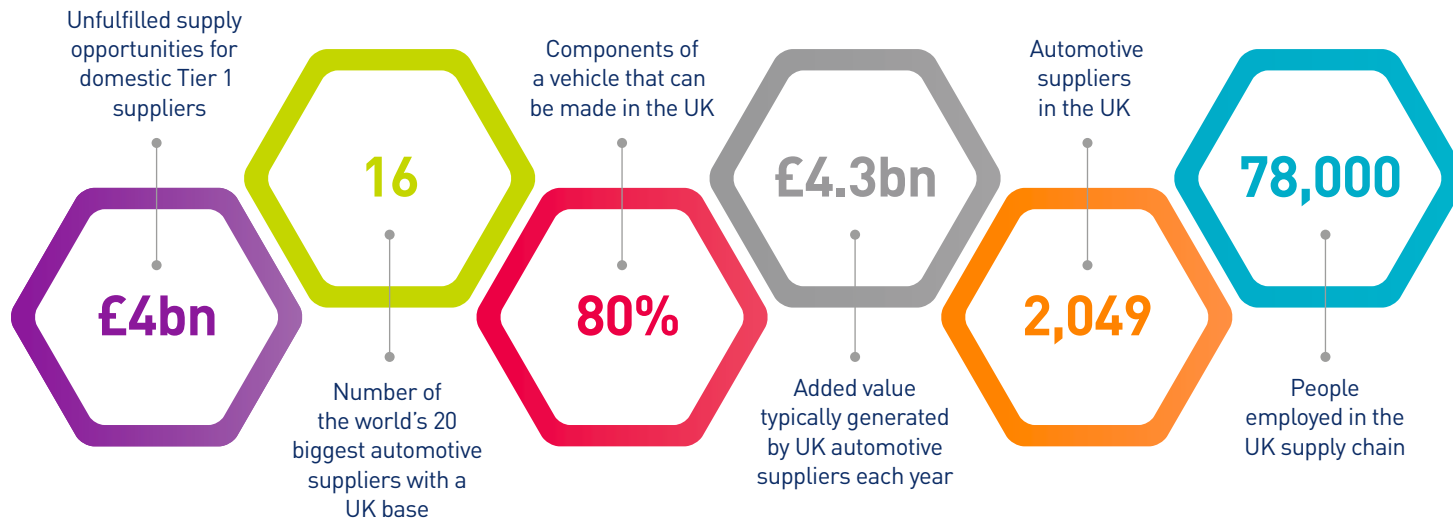 Unfulfilled supply
opportunities for
domestic Tier 1
suppliers
£4bn
16
Number of
the world's 20
biggest automotive
suppliers with a
UK base
Components of
a vehicle that can
be made in the UK
80%
£4.3bn
Added value
typically generated
by UK automotive
suppliers each year
Automotive
suppliers
in the UK
2,049
78,000
People
employed in the
UK supply chain